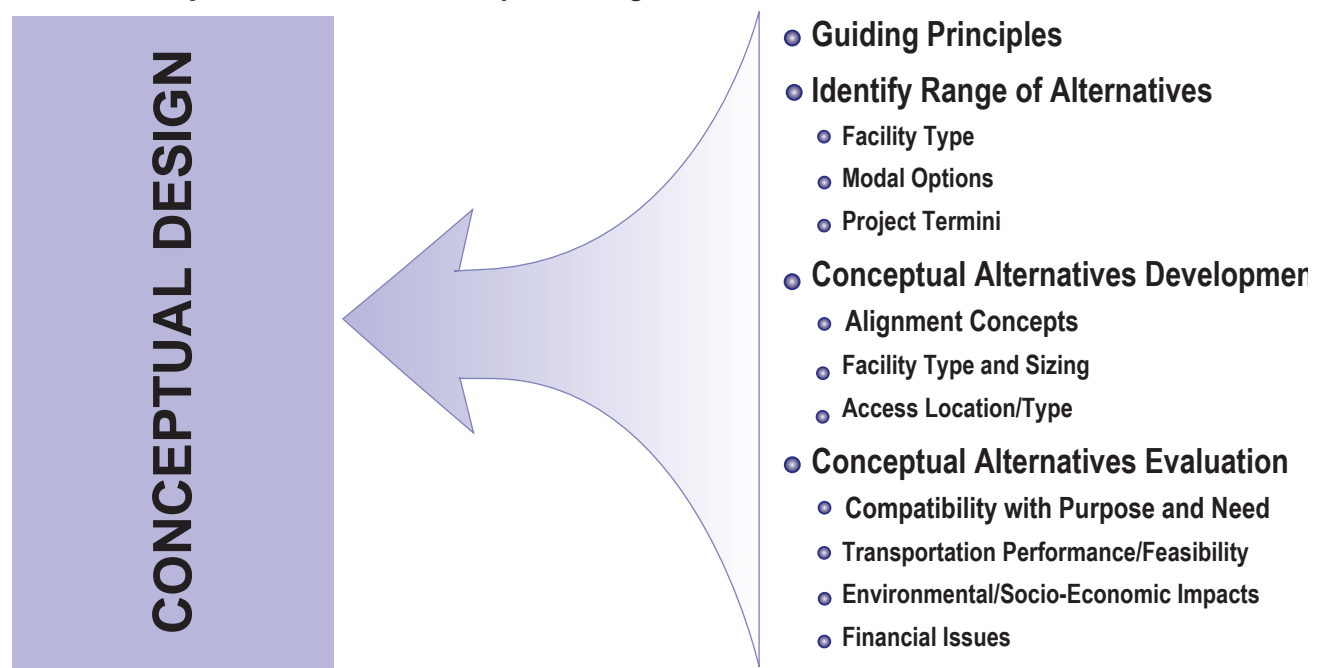 CONCEPTUAL DESIGN
Guiding Principles
Identify Range of Alternatives
Facility Type
Modal Options
Project Termini
Conceptual Alternatives Developmen
Alignment Concepts
Facility Type and Sizing
Access Location/Type
Conceptual Alternatives Evaluation
Compatibility with Purpose and Need
Transportation Performance/Feasibility
Environmental/Socio-Economic Impacts
Financial Issues